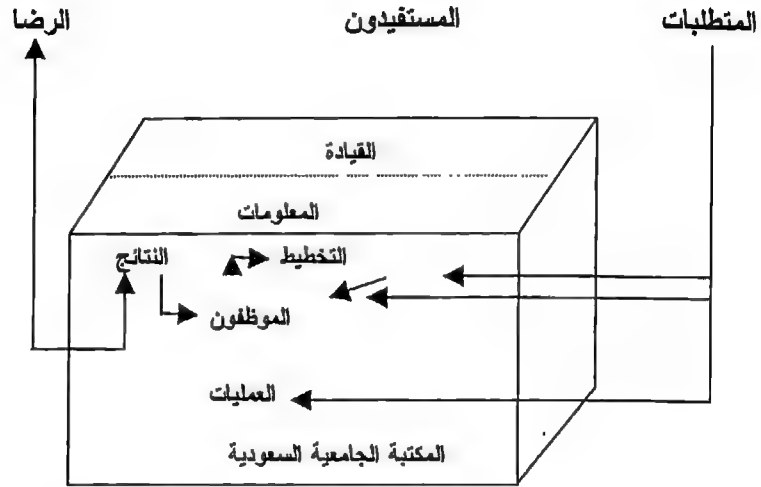 المتطلبات المستفيدون الرضا
القيادة
المعلومات
التخطيط النتائج
الموظفون
العمليات
المكتبة الجامعية السعودية